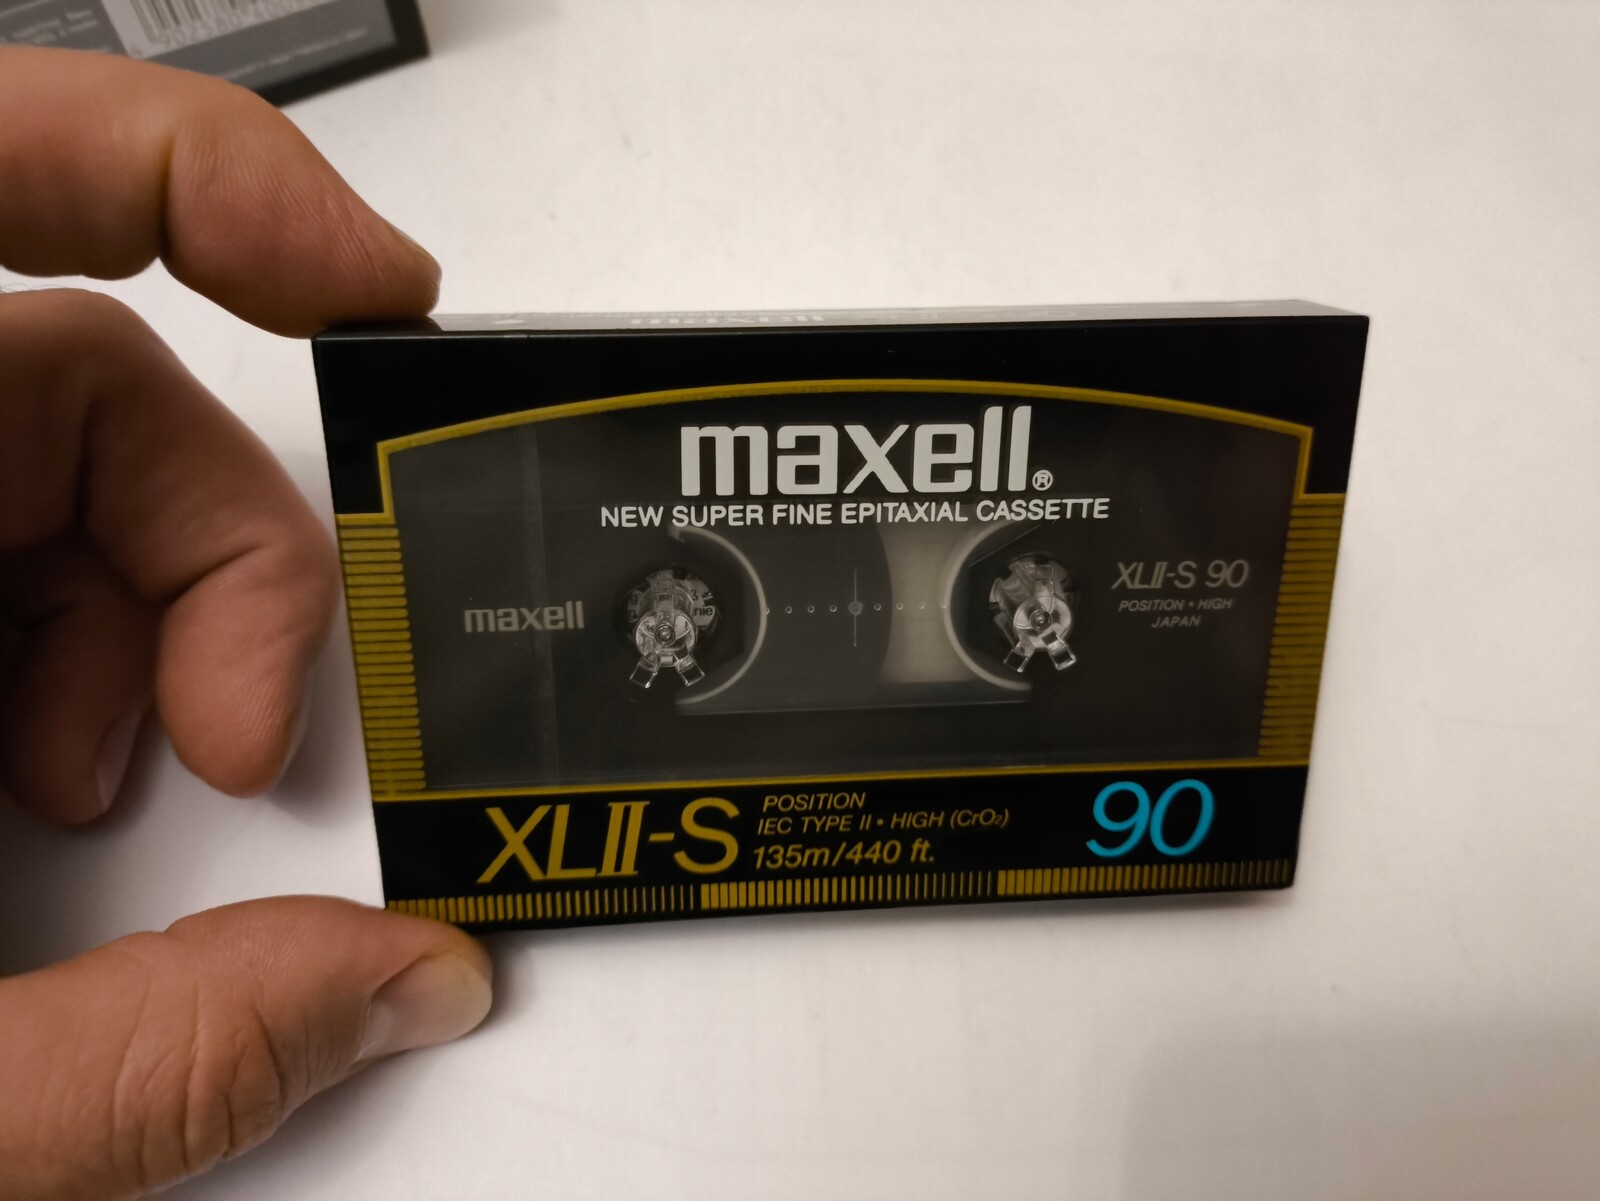 maxell®
NEW SUPER FINE EPITAXIAL CASSETTE
maxell
XLII-S 90
POSITION • HIGH
JAPAN
XLII-S
POSITION
IEC TYPE II • HIGH (CrO₂)
135m/440 ft.
90